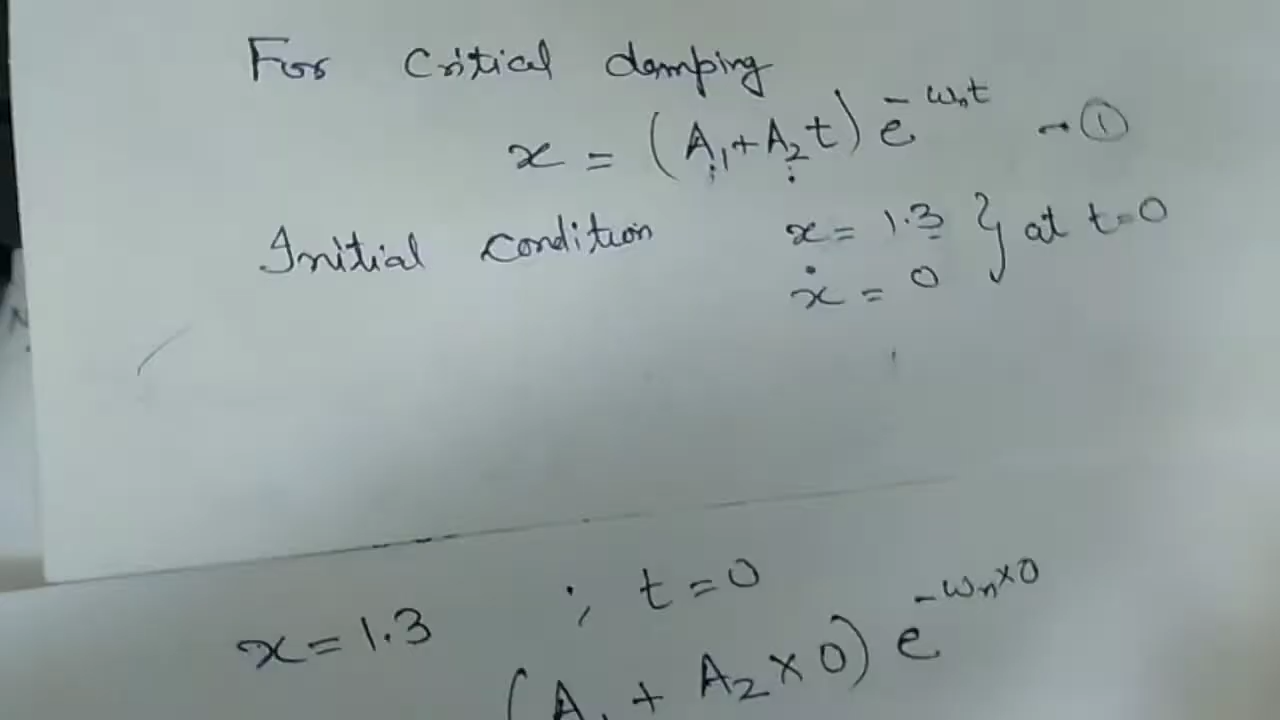 For critical damping
x = (A₁+A₂t) e^-ωₙt -①
Initial condition x = 1.3 } at t=0
ẋ = 0
x=1.3 ; t=0
(A₁ + A₂×0) e^-ωₙ×0